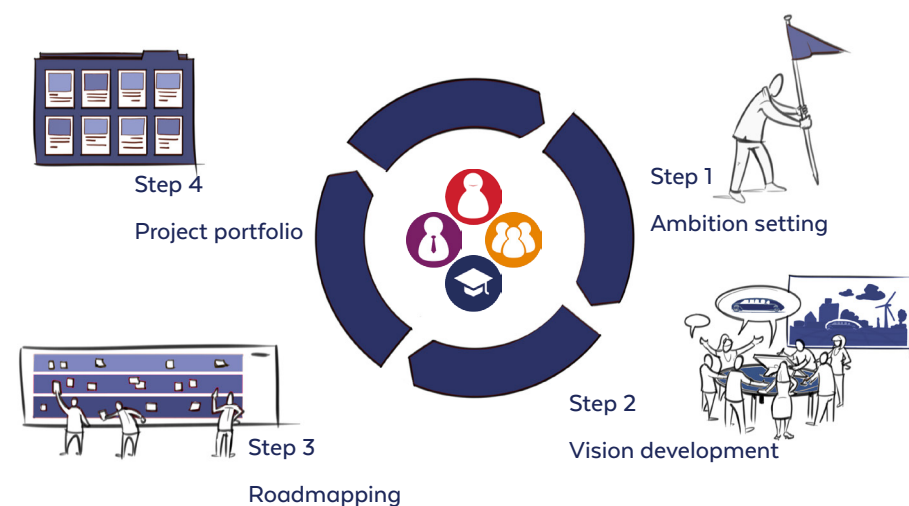 Step 1
Ambition setting
Step 2
Vision development
Step 3
Roadmapping
Step 4
Project portfolio